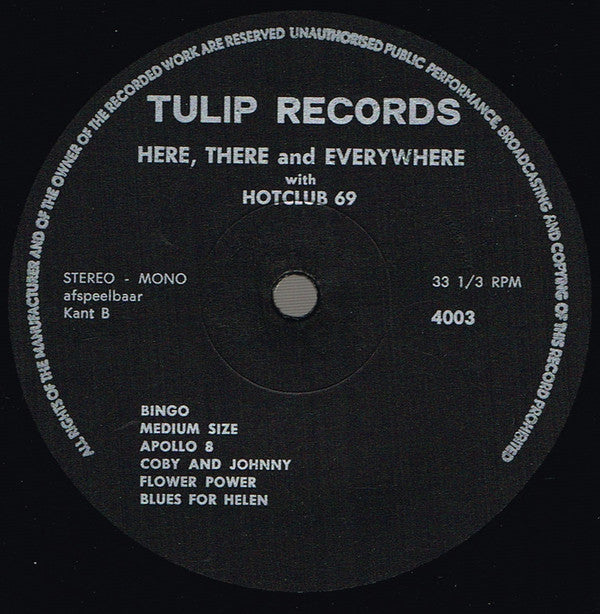 ALL RIGHTS OF THE MANUFACTURER AND OF THE OWNER OF THE RECORDED WORK ARE RESERVED UNAUTHORISED PUBLIC PERFORMANCE, BROADCASTING AND COPYING OF THIS RECORD PROHIBITED
TULIP RECORDS
HERE, THERE and EVERYWHERE
with
HOTCLUB 69
STEREO - MONO
afspeelbaar
Kant B
33 1/3 RPM
4003
BINGO
MEDIUM SIZE
APOLLO 8
COBY AND JOHNNY
FLOWER POWER
BLUES FOR HELEN